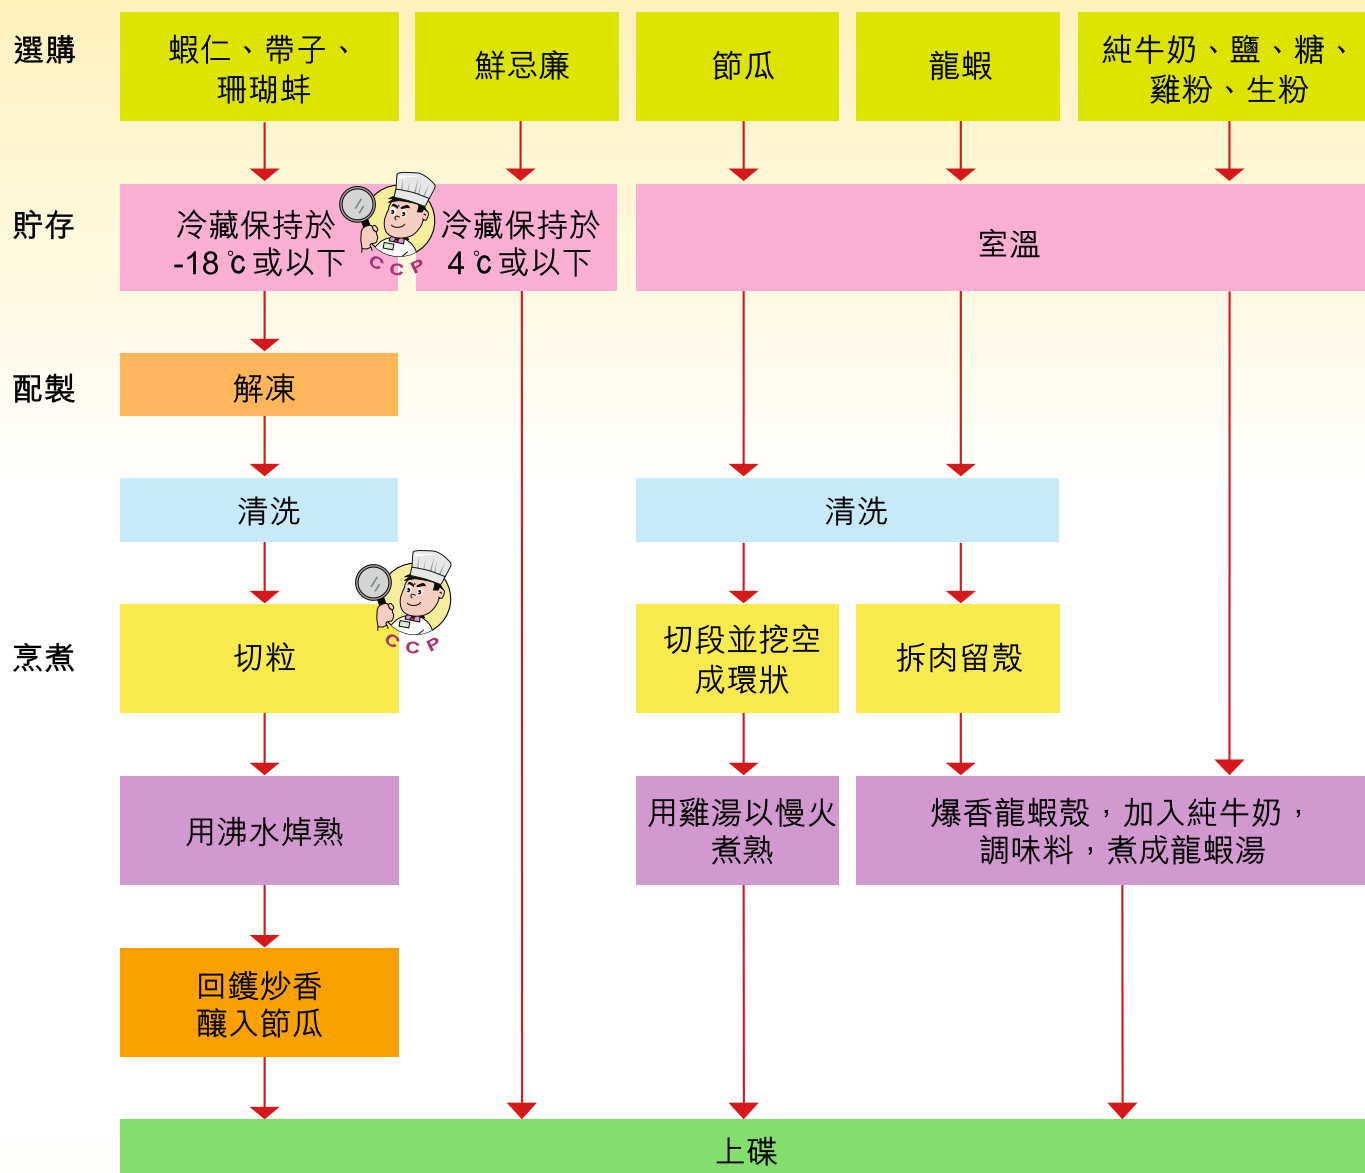 選購
蝦仁、帶子、
珊瑚蚌
鮮忌廉
節瓜
龍蝦
純牛奶、鹽、糖、
雞粉、生粉
貯存
冷藏保持於
-18℃或以下
CCP
冷藏保持於
4℃或以下
室溫
配製
解凍
清洗
清洗
烹煮
切粒
CCP
切段並挖空
成環狀
拆肉留殼
用沸水焯熟
用雞湯以慢火
煮熟
爆香龍蝦殼，加入純牛奶，
調味料，煮成龍蝦湯
回鑊炒香
釀入節瓜
上碟